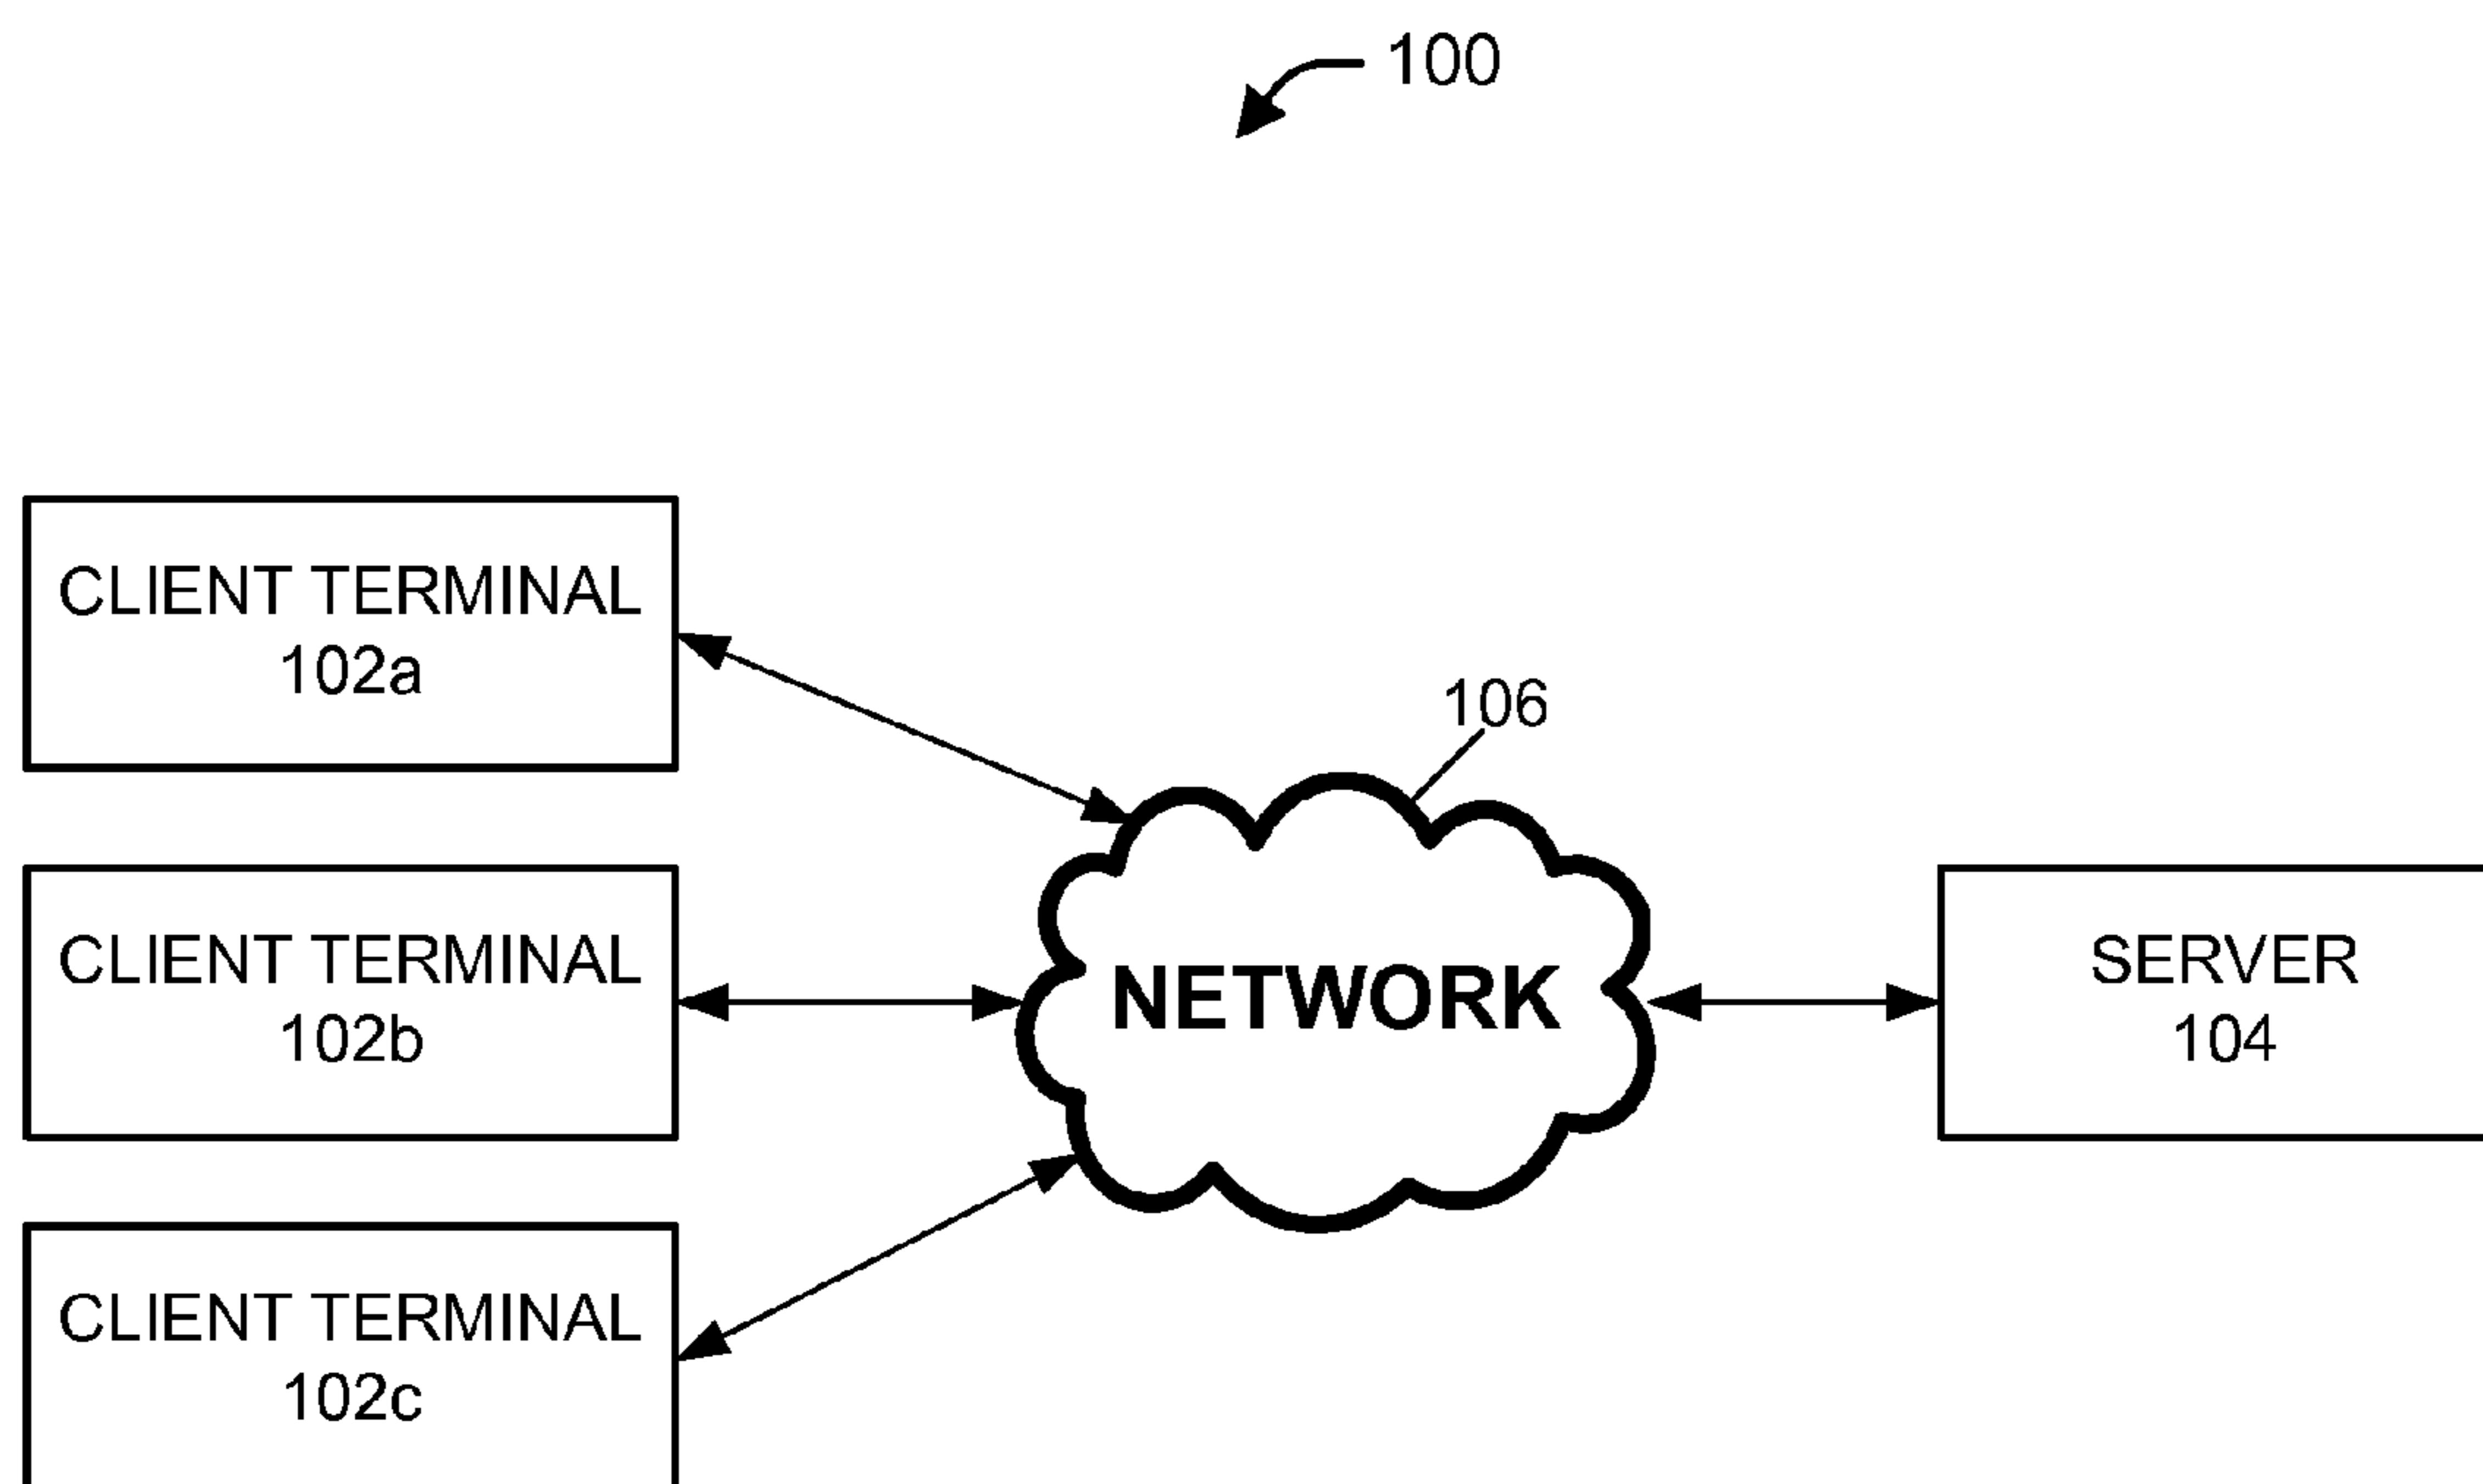 100
CLIENT TERMINAL
102a
106
CLIENT TERMINAL
102b
NETWORK
SERVER
104
CLIENT TERMINAL
102c